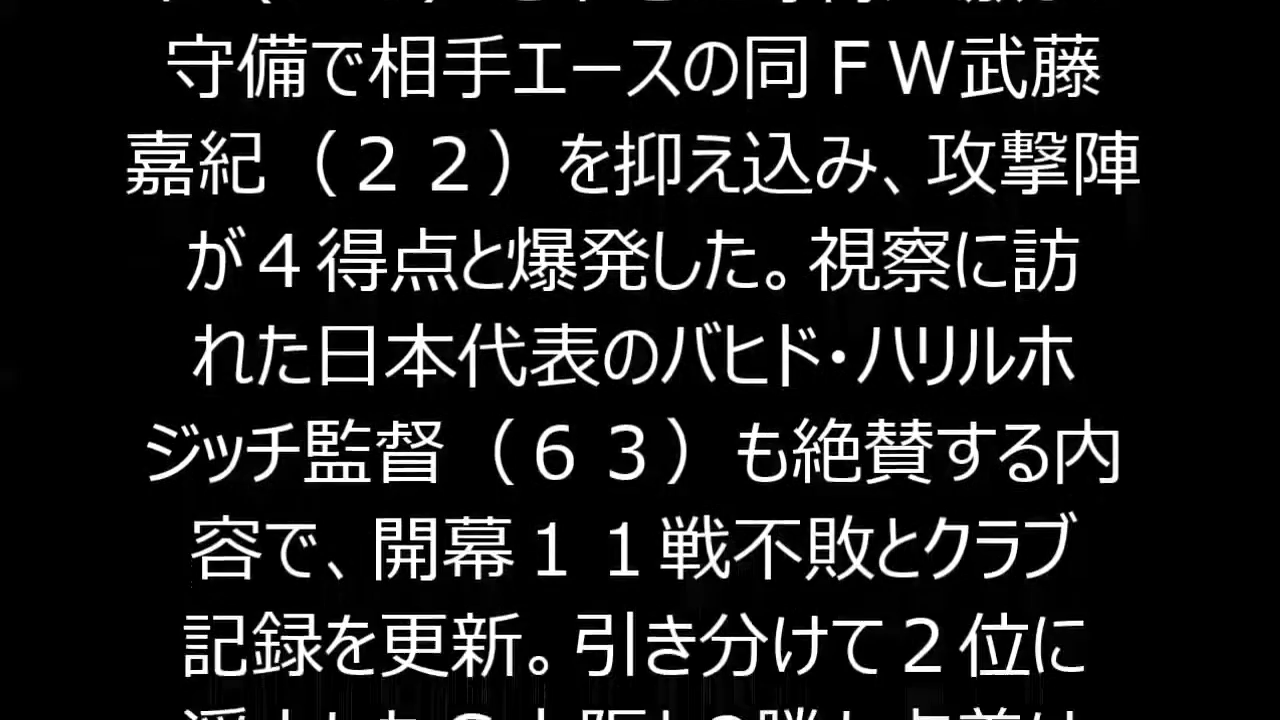 守備で相手エースの同ＦＷ武藤
嘉紀（２２）を抑え込み、攻撃陣
が４得点と爆発した。視察に訪
れた日本代表のバヒド・ハリルホ
ジッチ監督（６３）も絶賛する内
容で、開幕１１戦不敗とクラブ
記録を更新。引き分けて２位に